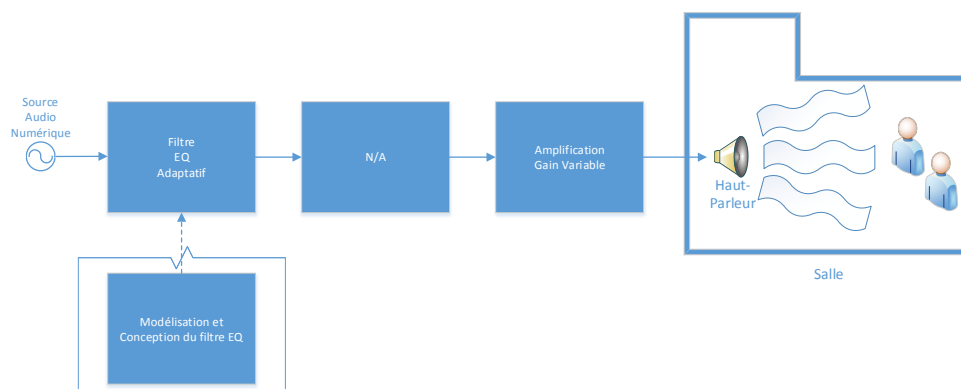 Source
Audio
Numérique
Filtre
EQ
Adaptatif
N/A
Amplification
Gain Variable
Haut-
Parleur
Salle
Modélisation et
Conception du filtre EQ